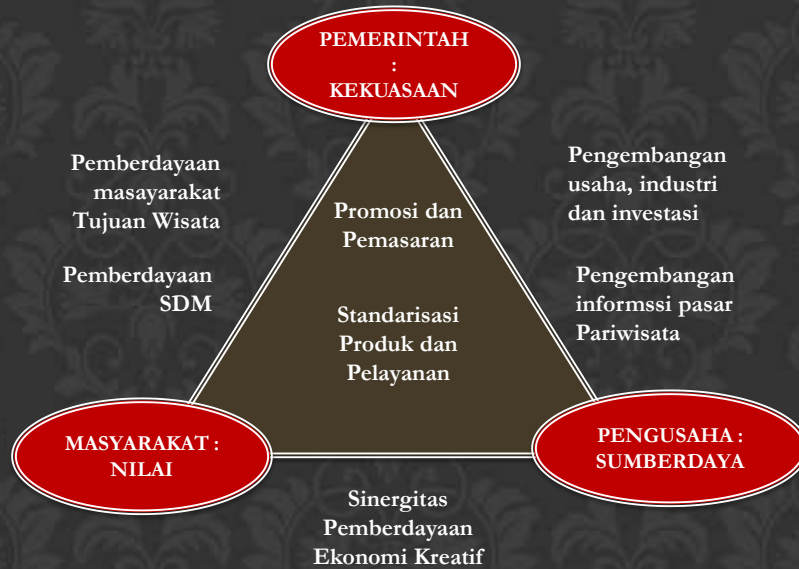 PEMERINTAH
:
KEKUASAAN
Pemberdayaan
masayarakat
Tujuan Wisata
Pemberdayaan
SDM
Promosi dan
Pemasaran
Standarisasi
Produk dan
Pelayanan
Pengembangan
usaha, industri
dan investasi
Pengembangan
informssi pasar
Pariwisata
MASYARAKAT :
NILAI
PENGUSAHA :
SUMBERDAYA
Sinergitas
Pemberdayaan
Ekonomi Kreatif